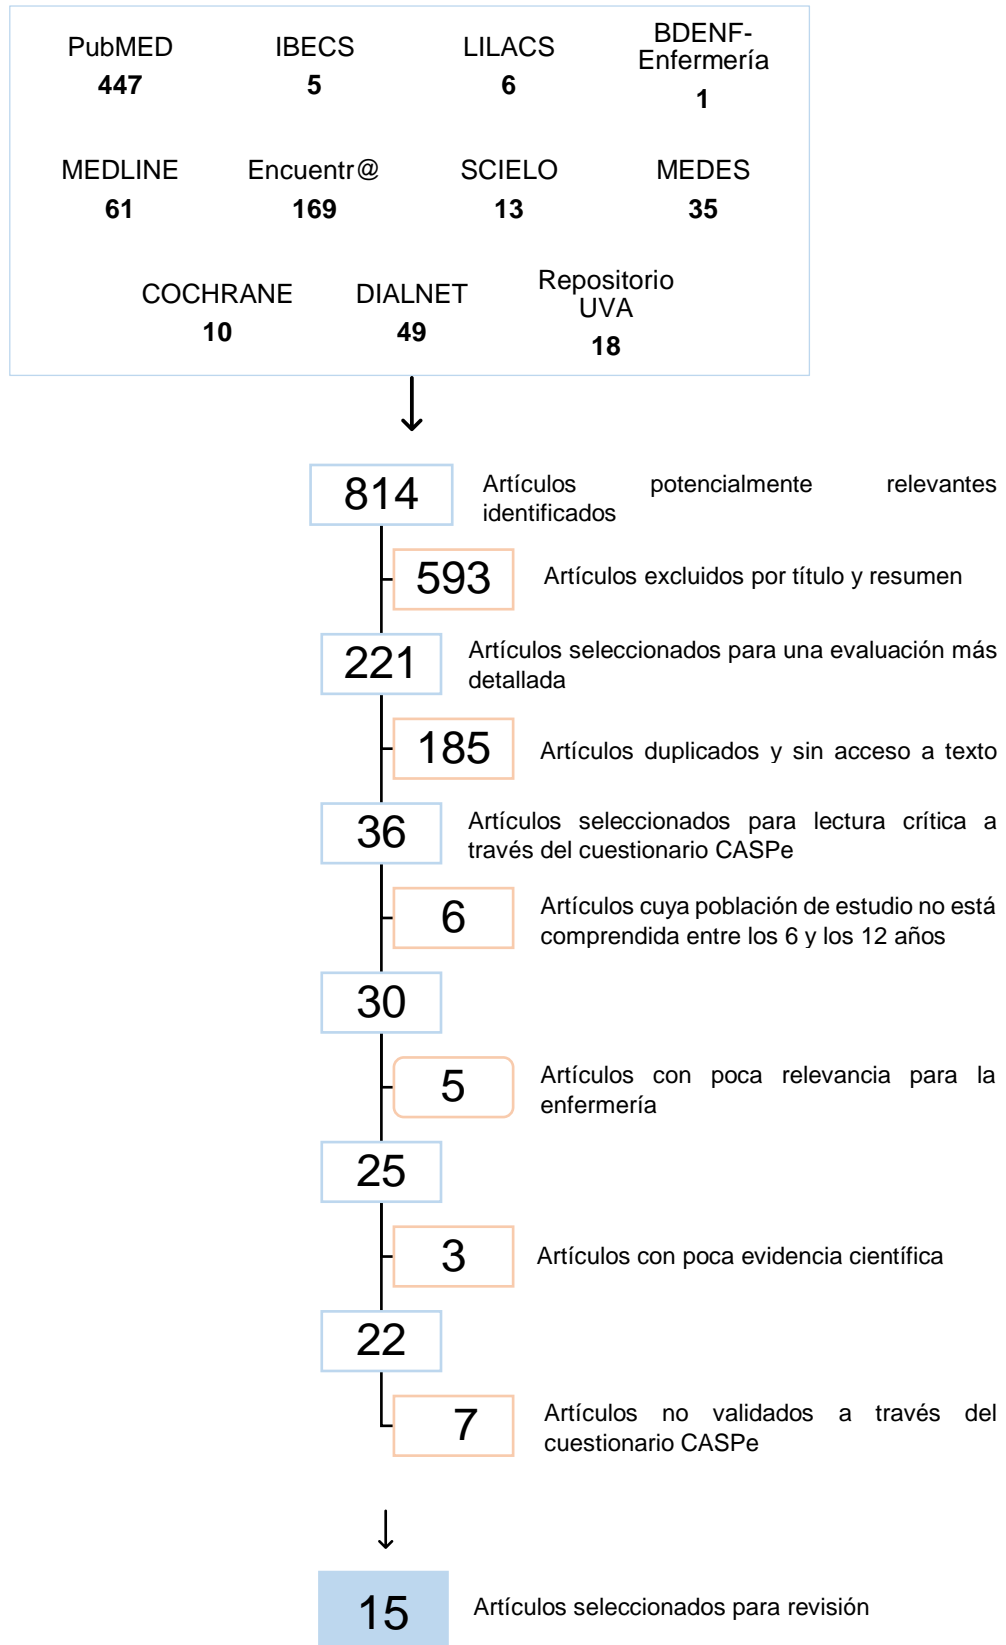 PubMED IBECS LILACS BDENF-
Enfermería
447 5 6 1
MEDLINE Encuentr@ SCIELO MEDES
61 169 13 35
COCHRANE DIALNET Repositorio
UVA
10 49 18
814
Artículos potencialmente relevantes
identificados
593
Artículos excluidos por título y resumen
221
Artículos seleccionados para una evaluación más
detallada
185
Artículos duplicados y sin acceso a texto
36
Artículos seleccionados para lectura crítica a
través del cuestionario CASPe
6
Artículos cuya población de estudio no está
comprendida entre los 6 y los 12 años
30
5
Artículos con poca relevancia para la
enfermería
25
3
Artículos con poca evidencia científica
22
7
Artículos no validados a través del
cuestionario CASPe
15
Artículos seleccionados para revisión